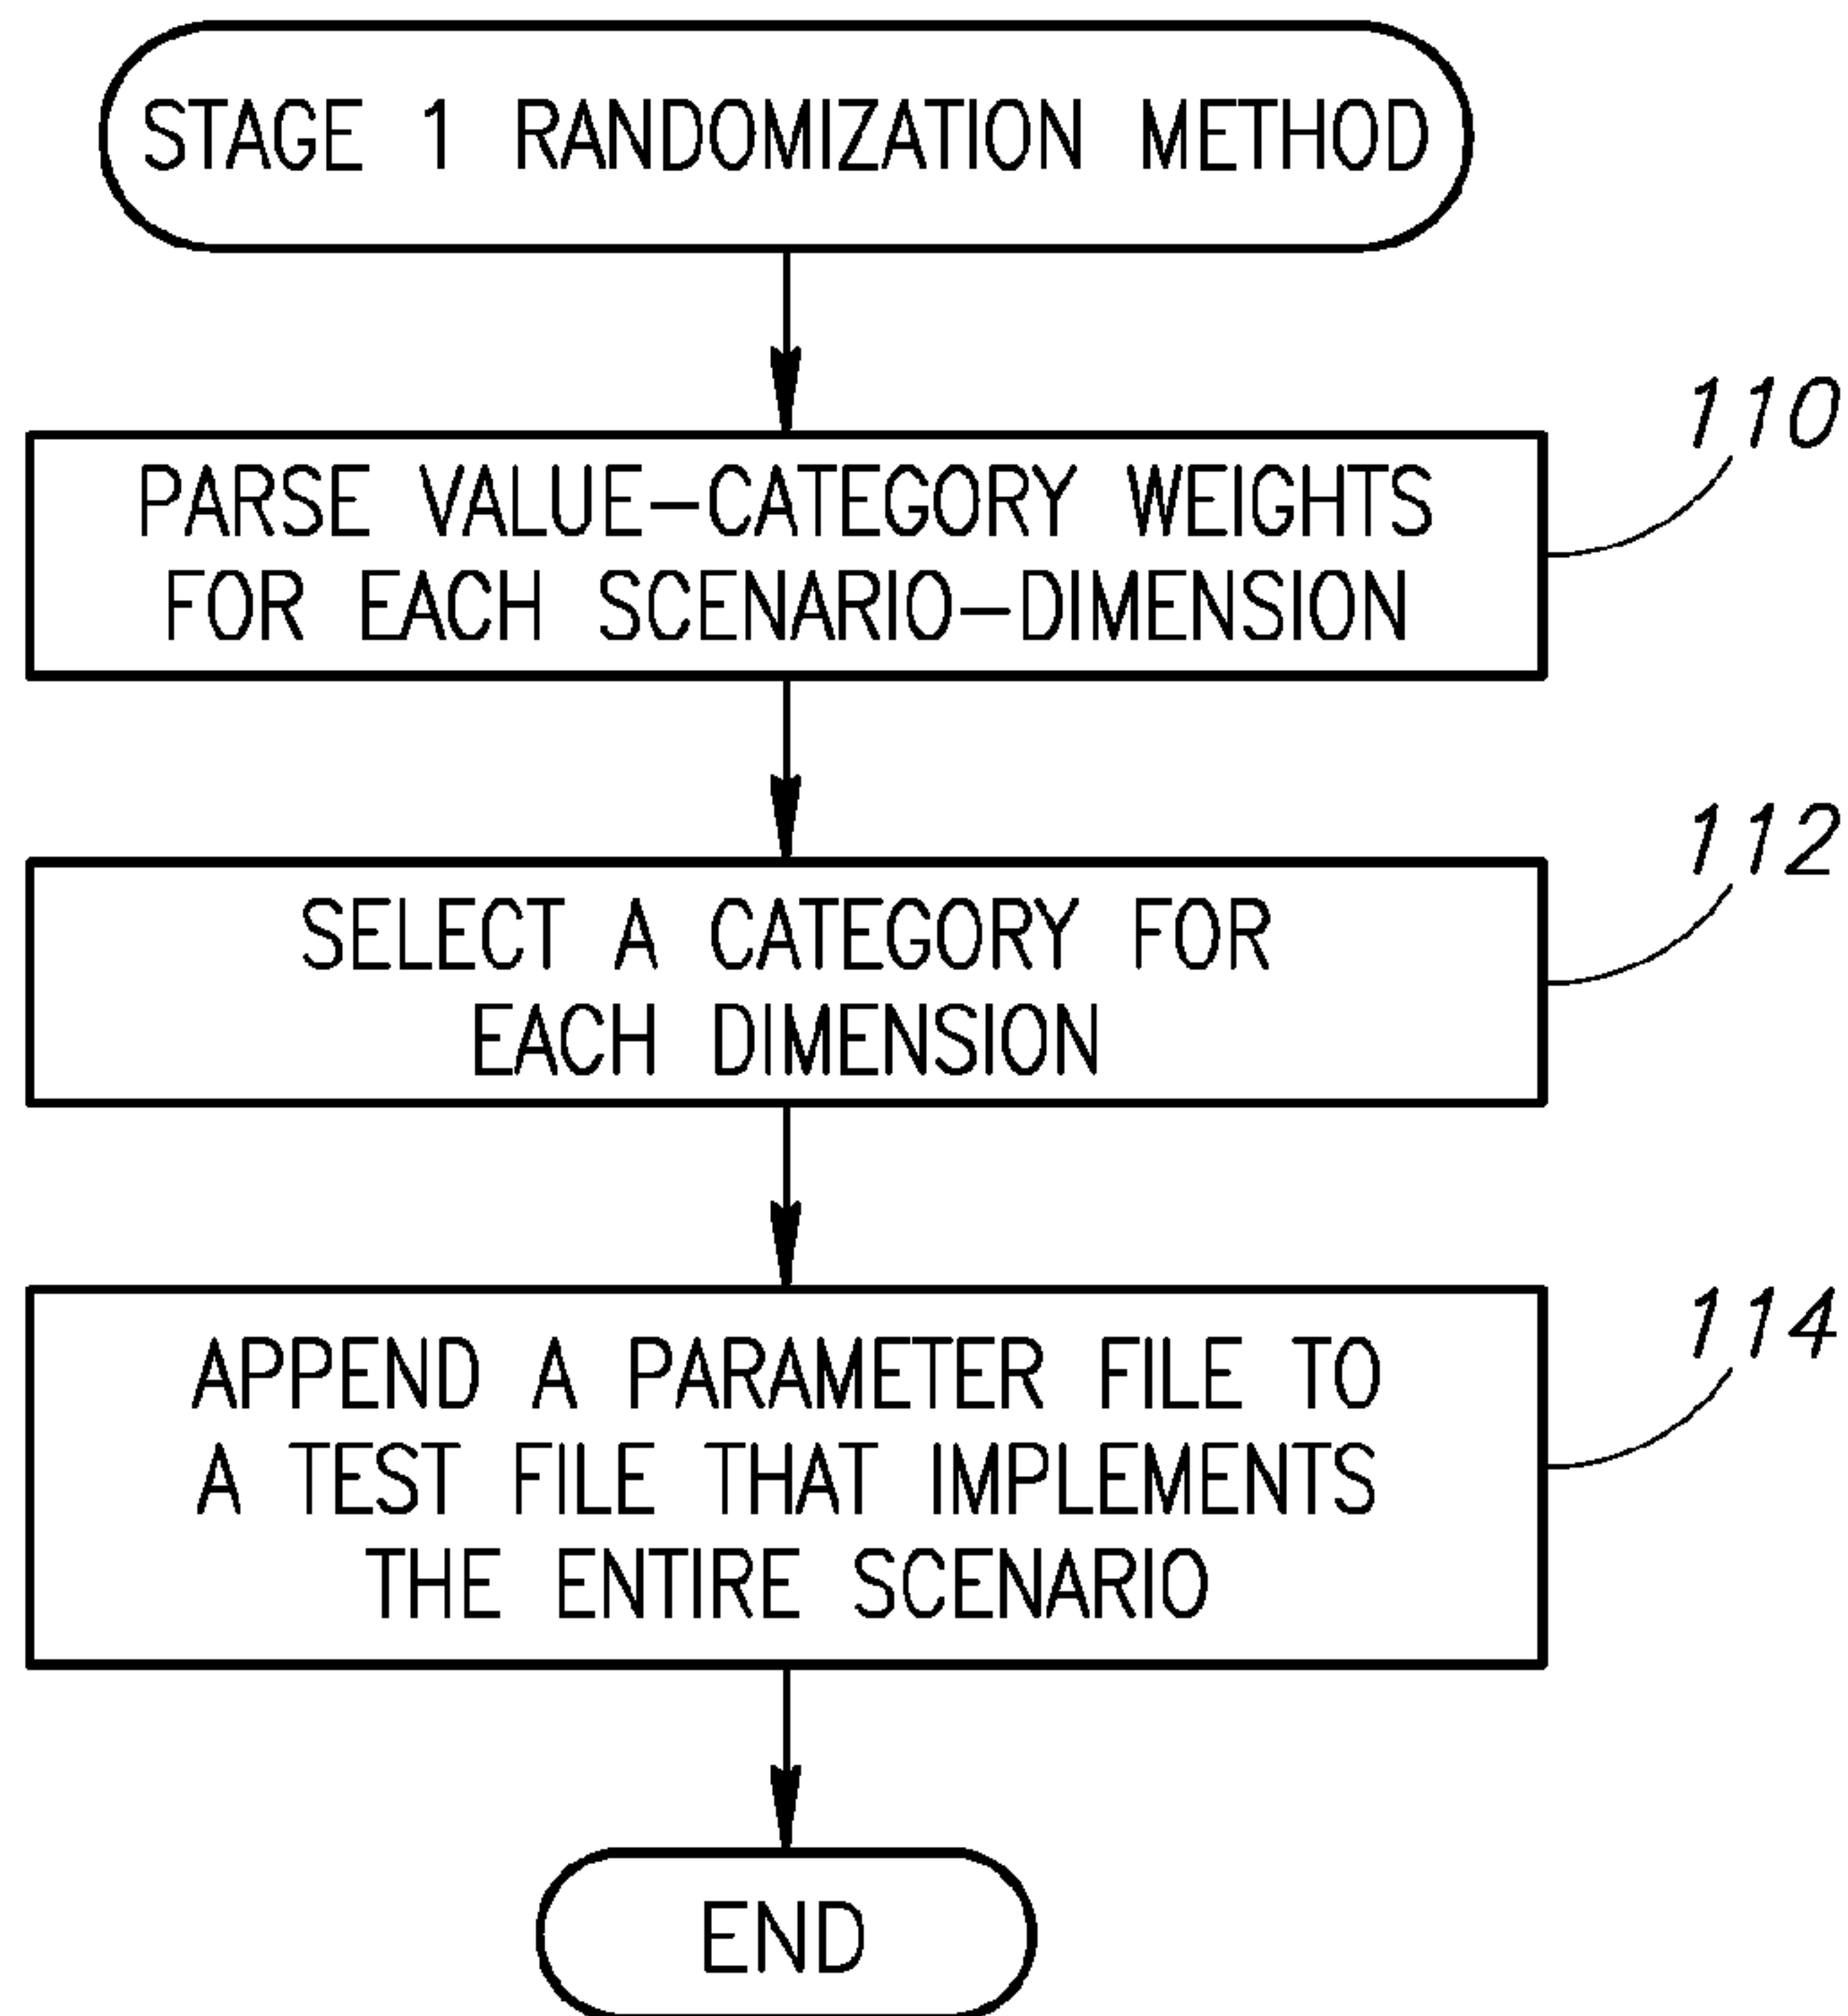 STAGE 1 RANDOMIZATION METHOD
110
PARSE VALUE-CATEGORY WEIGHTS
FOR EACH SCENARIO-DIMENSION
112
SELECT A CATEGORY FOR
EACH DIMENSION
114
APPEND A PARAMETER FILE TO
A TEST FILE THAT IMPLEMENTS
THE ENTIRE SCENARIO
END